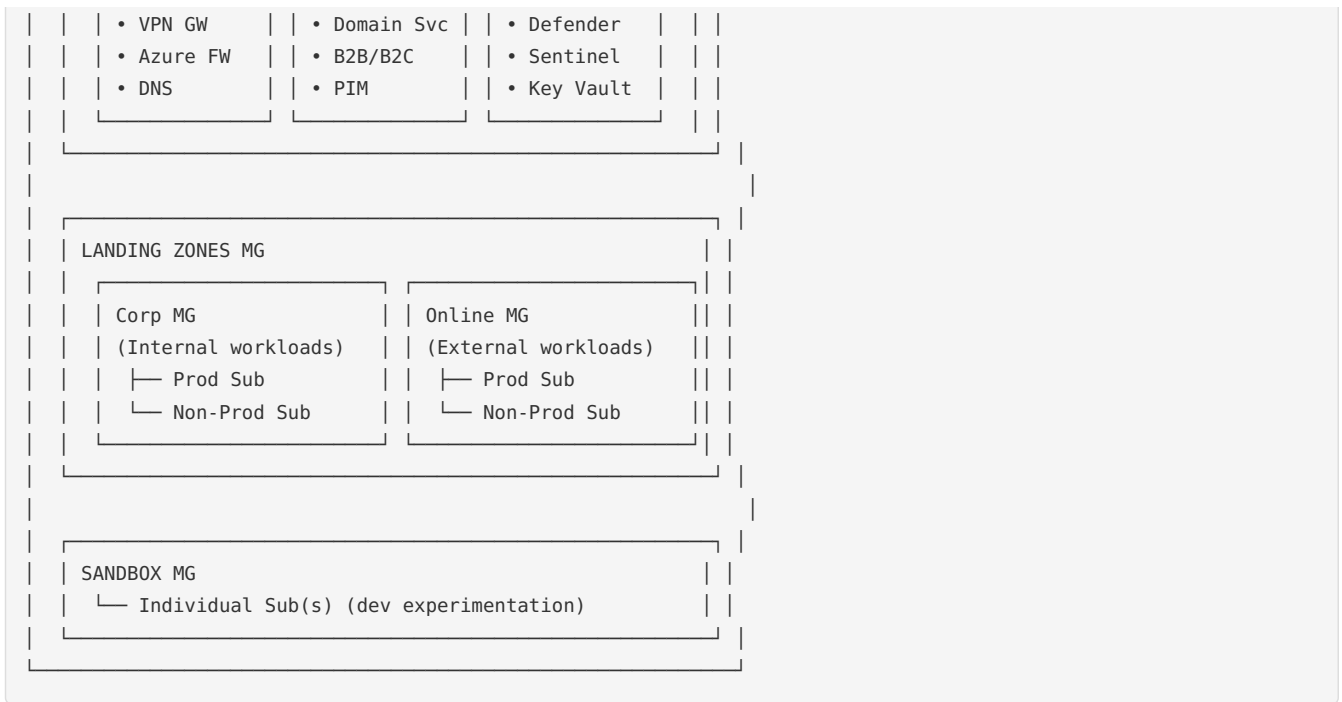 • VPN GW • Domain Svc • Defender
• Azure FW • B2B/B2C • Sentinel
• DNS • PIM • Key Vault
LANDING ZONES MG
Corp MG Online MG
(Internal workloads) (External workloads)
├── Prod Sub ├── Prod Sub
└── Non-Prod Sub └── Non-Prod Sub
SANDBOX MG
└── Individual Sub(s) (dev experimentation)